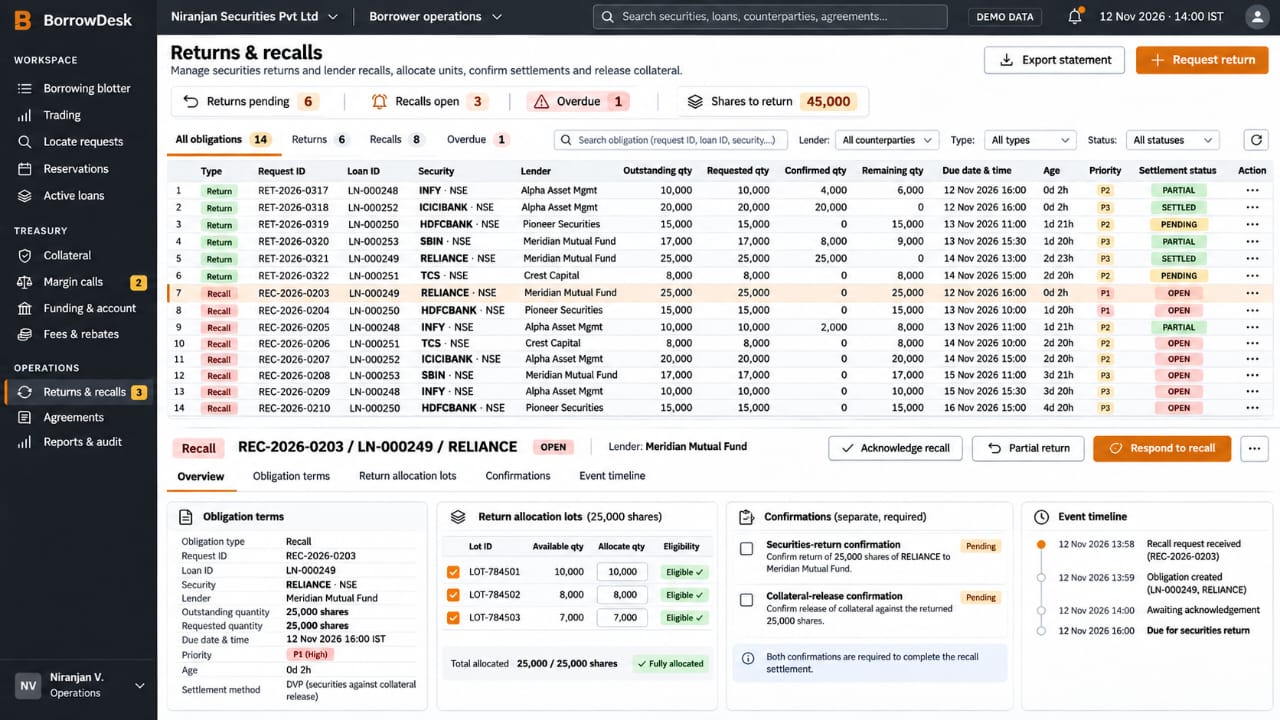 BorrowDesk
Niranjan Securities Pvt Ltd
Borrower operations
Search securities, loans, counterparties, agreements...
DEMO DATA
12 Nov 2026 · 14:00 IST
WORKSPACE
Borrowing blotter
Trading
Locate requests
Reservations
Active loans
TREASURY
Collateral
Margin calls 2
Funding & account
Fees & rebates
OPERATIONS
Returns & recalls 3
Agreements
Reports & audit
NV
Niranjan V.
Operations
Returns & recalls
Manage securities returns and lender recalls, allocate units, confirm settlements and release collateral.
Export statement
Request return
Returns pending 6
Recalls open 3
Overdue 1
Shares to return 45,000
All obligations 14
Returns 6
Recalls 8
Overdue 1
Search obligation (request ID, loan ID, security....)
Lender: All counterparties
Type: All types
Status: All statuses
Type Request ID Loan ID Security Lender Outstanding qty Requested qty Confirmed qty Remaining qty Due date & time Age Priority Settlement status Action
1 Return RET-2026-0317 LN-000248 INFY · NSE Alpha Asset Mgmt 10,000 10,000 4,000 6,000 12 Nov 2026 16:00 0d 2h P2 PARTIAL
2 Return RET-2026-0318 LN-000252 ICICIBANK · NSE Alpha Asset Mgmt 20,000 20,000 20,000 0 12 Nov 2026 16:00 0d 2h P3 SETTLED
3 Return RET-2026-0319 LN-000250 HDFCBANK · NSE Pioneer Securities 15,000 15,000 0 15,000 13 Nov 2026 11:00 1d 21h P2 PENDING
4 Return RET-2026-0320 LN-000253 SBIN · NSE Meridian Mutual Fund 17,000 17,000 8,000 9,000 13 Nov 2026 15:30 1d 20h P3 PARTIAL
5 Return RET-2026-0321 LN-000249 RELIANCE · NSE Meridian Mutual Fund 25,000 25,000 25,000 0 14 Nov 2026 13:00 2d 23h P3 SETTLED
6 Return RET-2026-0322 LN-000251 TCS · NSE Crest Capital 8,000 8,000 0 8,000 14 Nov 2026 15:00 2d 20h P2 PENDING
7 Recall REC-2026-0203 LN-000249 RELIANCE · NSE Meridian Mutual Fund 25,000 25,000 0 25,000 12 Nov 2026 16:00 0d 2h P1 OPEN
8 Recall REC-2026-0204 LN-000250 HDFCBANK · NSE Pioneer Securities 15,000 15,000 0 15,000 13 Nov 2026 10:00 1d 20h P1 OPEN
9 Recall REC-2026-0205 LN-000248 INFY · NSE Alpha Asset Mgmt 10,000 10,000 2,000 8,000 13 Nov 2026 11:00 1d 21h P2 PARTIAL
10 Recall REC-2026-0206 LN-000251 TCS · NSE Crest Capital 8,000 8,000 0 8,000 14 Nov 2026 10:00 2d 20h P2 OPEN
11 Recall REC-2026-0207 LN-000252 ICICIBANK · NSE Alpha Asset Mgmt 20,000 20,000 0 20,000 14 Nov 2026 15:00 2d 20h P2 OPEN
12 Recall REC-2026-0208 LN-000253 SBIN · NSE Meridian Mutual Fund 17,000 17,000 0 17,000 15 Nov 2026 11:00 3d 21h P3 OPEN
13 Recall REC-2026-0209 LN-000248 INFY · NSE Alpha Asset Mgmt 10,000 10,000 0 10,000 15 Nov 2026 15:30 3d 20h P3 OPEN
14 Recall REC-2026-0210 LN-000250 HDFCBANK · NSE Pioneer Securities 15,000 15,000 0 15,000 16 Nov 2026 15:00 4d 20h P3 OPEN
Recall REC-2026-0203 / LN-000249 / RELIANCE OPEN Lender: Meridian Mutual Fund
Acknowledge recall
Partial return
Respond to recall
Overview
Obligation terms
Return allocation lots
Confirmations
Event timeline
Obligation terms
Obligation type Recall
Request ID REC-2026-0203
Loan ID LN-000249
Security RELIANCE · NSE
Lender Meridian Mutual Fund
Outstanding quantity 25,000 shares
Requested quantity 25,000 shares
Due date & time 12 Nov 2026 16:00 IST
Priority P1 (High)
Age 0d 2h
Settlement method DVP (securities against collateral
release)
Return allocation lots (25,000 shares)
Lot ID Available qty Allocate qty Eligibility
LOT-784501 10,000 10,000 Eligible
LOT-784502 8,000 8,000 Eligible
LOT-784503 7,000 7,000 Eligible
Total allocated 25,000 / 25,000 shares Fully allocated
Confirmations (separate, required)
Securities-return confirmation Pending
Confirm return of 25,000 shares of RELIANCE to
Meridian Mutual Fund.
Collateral-release confirmation Pending
Confirm release of collateral against the returned
25,000 shares.
Both confirmations are required to complete the recall
settlement.
Event timeline
12 Nov 2026 13:58 Recall request received
(REC-2026-0203)
12 Nov 2026 13:59 Obligation created
(LN-000249, RELIANCE)
12 Nov 2026 14:00 Awaiting acknowledgement
12 Nov 2026 16:00 Due for securities return